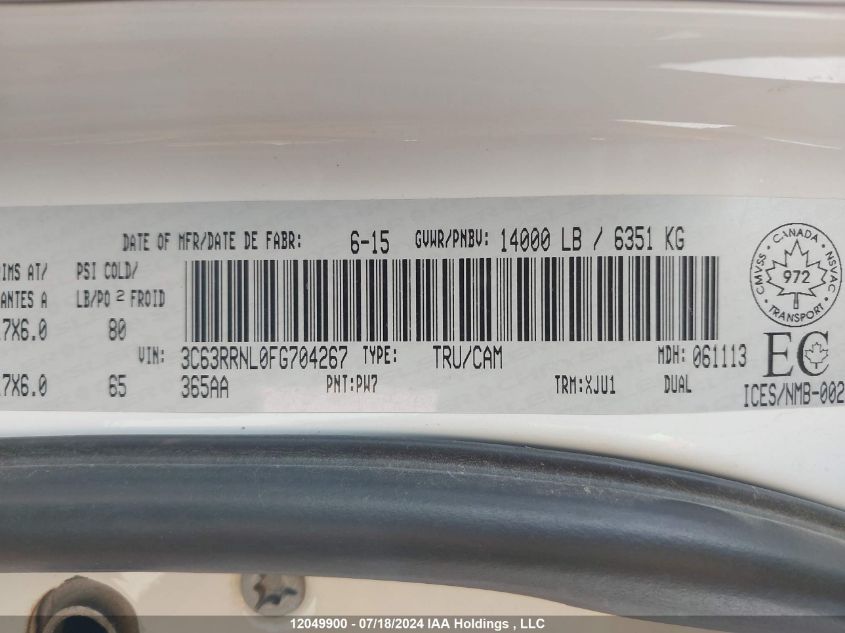 DATE OF MFR/DATE DE FABR: 6-15 GVWR/PNBV: 14000 LB / 6351 KG
IMS AT/ PSI COLD/
ANTES A LB/PO 2 FROID
7X6.0 80
VIN: 3C63RRNL0FG704267 TYPE: TRU/CAM MDH: 061113
7X6.0 65 365AA PNT:PW7 TRM:XJU1 DUAL
CANADA
CMVSS NSVAC
972
TRANSPORT
EC
ICES/NMB-002
12049900 - 07/18/2024 IAA Holdings , LLC